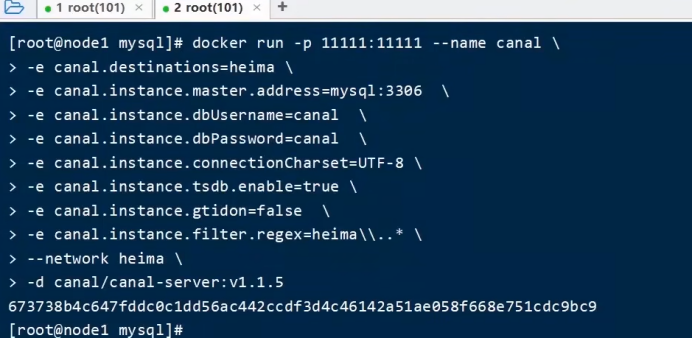 1 root(101) × 2 root(101) × +
[root@node1 mysql]# docker run -p 11111:11111 --name canal \
> -e canal.destinations=heima \
> -e canal.instance.master.address=mysql:3306  \
> -e canal.instance.dbUsername=canal  \
> -e canal.instance.dbPassword=canal  \
> -e canal.instance.connectionCharset=UTF-8 \
> -e canal.instance.tsdb.enable=true \
> -e canal.instance.gtidon=false  \
> -e canal.instance.filter.regex=heima\\..* \
> --network heima \
> -d canal/canal-server:v1.1.5
673738b4c647fddc0c1dd56ac442ccdf3d4c46142a51ae058f668e751cdc9bc9
[root@node1 mysql]#